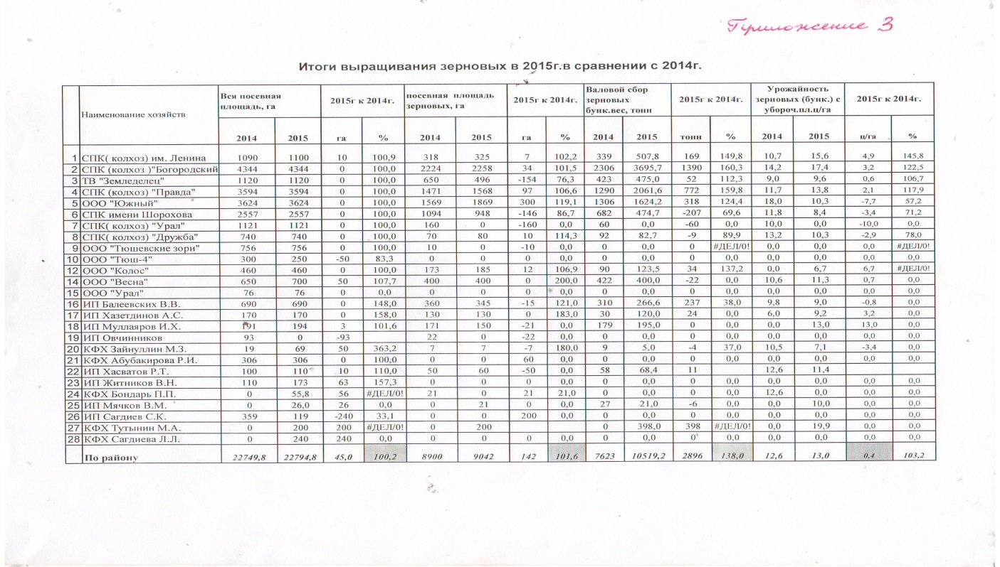 Приложение 3
Итоги выращивания зерновых в 2015г.в сравнении с 2014г.
Наименование хозяйств Вся посевная площадь, га 2015г к 2014г. посевная площадь зерновых, га 2015г к 2014г. Валовой сбор зерновых бунк.вес, тонн 2015г к 2014г. Урожайность зерновых (бунк.) с убороч.пл.ц/га 2015г к 2014г.
2014 2015 га % 2014 2015 га % 2014 2015 тонн % 2014 2015 ц/га %
1 СПК( колхоз) им. Ленина 1090 1100 10 100,9 318 325 7 102,2 339 507,8 169 149,8 10,7 15,6 4,9 145,8
2 СПК (колхоз )"Богородский 4344 4344 0 100,0 2224 2258 34 101,5 2306 3695,7 1390 160,3 14,2 17,4 3,2 122,5
3 ТВ "Земледелец" 1120 1120 0 100,0 650 496 -154 76,3 423 475,0 52 112,3 9,0 9,6 0,6 106,7
4 СПК (колхоз) "Правда" 3594 3594 0 100,0 1471 1568 97 106,6 1290 2061,6 772 159,8 11,7 13,8 2,1 117,9
5 ООО "Южный" 3624 3624 0 100,0 1569 1869 300 119,1 1306 1624,2 318 124,4 18,0 10,3 -7,7 57,2
6 СПК имени Шорохова 2557 2557 0 100,0 1094 948 -146 86,7 682 474,7 -207 69,6 11,8 8,4 -3,4 71,2
7 СПК( колхоз) "Урал" 1121 1121 0 100,0 160 0 -160 0,0 60 0,0 -60 0,0 10,0 0,0 -10,0 0,0
8 СПК( колхоз) "Дружба" 740 740 0 100,0 70 80 10 114,3 92 82,7 -9 89,9 13,2 10,3 -2,9 78,0
9 ООО "Тюшевские зори" 756 756 0 100,0 10 0 -10 0,0 0 0,0 0 #ДЕЛ/0! 0,0 0,0 0,0 #ДЕЛ/0!
10 ООО "Тюш-4" 300 250 -50 83,3 0 0 0 0,0 0 0,0 0 0,0 0,0 0,0 0,0 0,0
12 ООО "Колос" 460 460 0 100,0 173 185 12 106,9 90 123,5 34 137,2 0,0 6,7 6,7 #ДЕЛ/0!
14 ООО "Весна" 650 700 50 107,7 400 400 0 200,0 422 400,0 -22 0,0 10,6 11,3 0,7 0,0
15 ООО "Урал" 76 76 0 0,0 0 0 0 0,0 0 0,0 0 0,0 0,0 0,0 0,0 0,0
16 ИП Балеевских В.В. 690 690 0 148,0 360 345 -15 121,0 310 266,6 237 38,0 9,8 9,0 -0,8 0,0
17 ИП Хазетдинов А.С. 170 170 0 158,0 130 130 0 183,0 30 120,0 24 0,0 6,0 9,2 3,2 0,0
18 ИП Муллаяров И.Х. 191 194 3 101,6 171 150 -21 0,0 179 195,0 0 0,0 0,0 13,0 13,0 0,0
19 ИП Овчинников 93 0 -93 22 0 -22 0,0 0 0,0 0 0,0 0,0 0,0 0,0 0,0
20 КФХ Зайнуллин М.З. 19 69 50 363,2 7 7 -7 180,0 9 5,0 -4 37,0 10,5 7,1 -3,4 0,0
21 КФХ Абубакирова Р.И. 306 306 0 100,0 0 0 60 0,0 0 0,0 0 0,0 0,0 0,0 0,0 0,0
22 ИП Хасватов Р.Т. 100 110 10 110,0 50 60 -50 0,0 58 68,4 11 12,6 11,4
23 ИП Житников В.Н. 110 173 63 157,3 0 0 0 0,0 0 0,0 0 0,0 0,0 0,0 0,0 0,0
24 КФХ Бондарь П.П. 0 55,8 56 #ДЕЛ/0! 21 0 21 21,0 0 0,0 0 0,0 12,6 0,0 0,0 0,0
25 ИП Мячков В.М. 0 26,0 26 0,0 0 21 0 0,0 27 21,0 -6 0,0 0,0 10,0 0,0 0,0
26 ИП Сагдиев С.К. 359 119 -240 33,1 0 0 200 0,0 0 0,0 0 0,0 0,0 0,0 0,0 0,0
27 КФХ Тутынин М.А. 0 200 200 #ДЕЛ/0! 0 200 0 398,0 398 #ДЕЛ/0! 0,0 19,9 0,0 0,0
28 КФХ Сагдиева Л.Л. 0 240 240 0,0 0 0 0 0,0 0 0,0 0 0,0 0,0 0,0 0,0 0,0
По району 22749,8 22794,8 45,0 100,2 8900 9042 142 101,6 7623 10519,2 2896 138,0 12,6 13,0 0,4 103,2